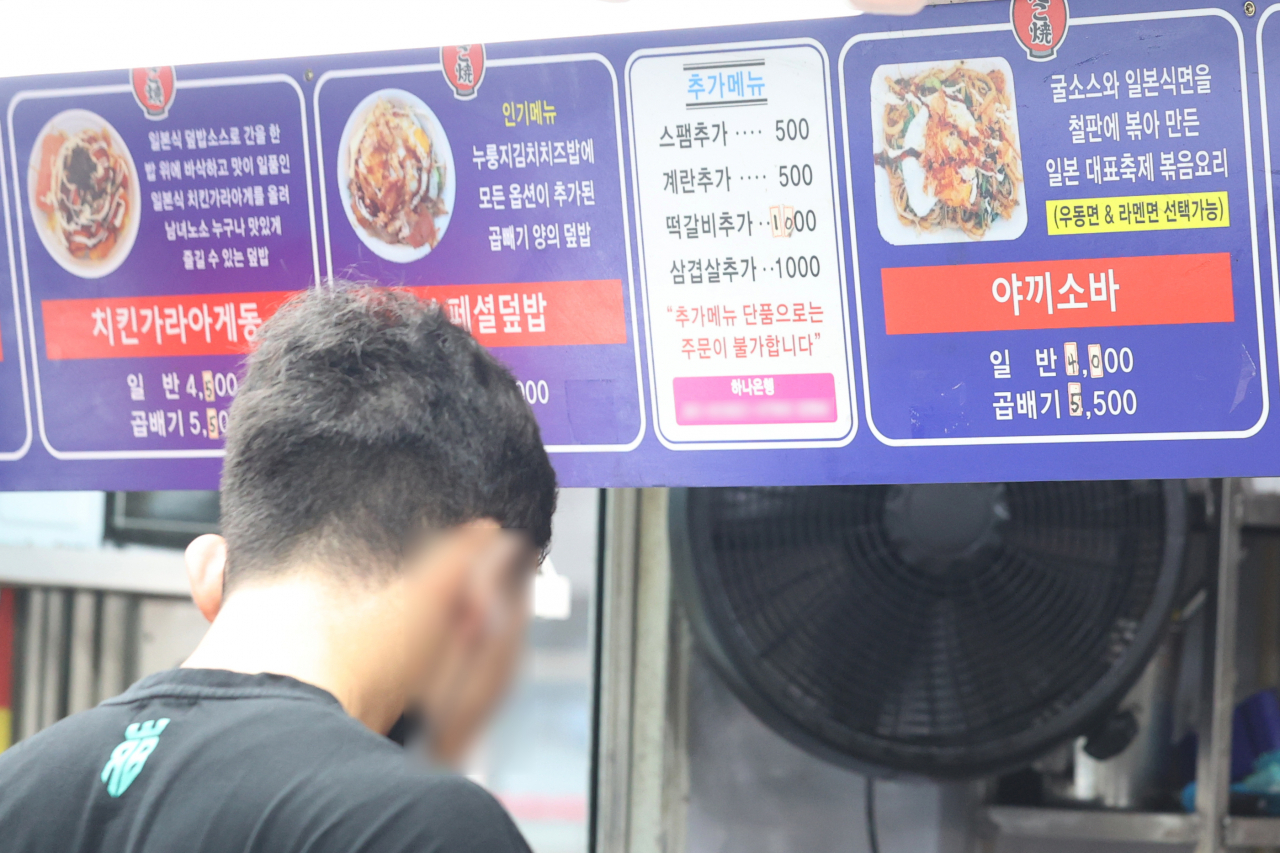 일본식 덮밥소스로 간을 한
밥 위에 바삭하고 맛이 일품인
일본식 치킨가라아게를 올려
남녀노소 누구나 맛있게
즐길 수 있는 덮밥
치킨가라아게동
일 반 4,500
곱배기 5,50
인기메뉴
누룽지김치치즈밥에
모든 옵션이 추가된
곱빼기 양의 덮밥
페셜덮밥
000
추가메뉴
스팸추가 ···· 500
계란추가 ···· 500
떡갈비추가 ··1000
삼겹살추가 ··1000
“추가메뉴 단품으로는
주문이 불가합니다”
하나은행
こ焼
굴소스와 일본식면을
철판에 볶아 만든
일본 대표축제 볶음요리
(우동면 & 라멘면 선택가능)
야끼소바
일 반 4,000
곱배기 5,500